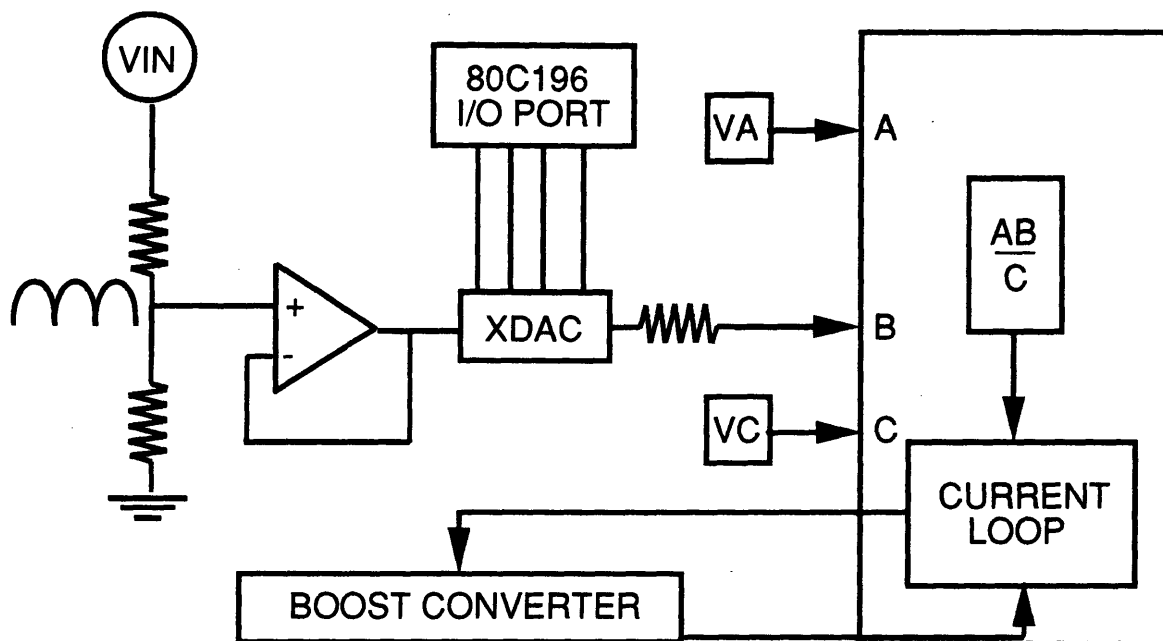 VIN
80C196
I/O PORT
VA
A
AB
C
+
-
XDAC
B
VC
C
CURRENT
LOOP
BOOST CONVERTER